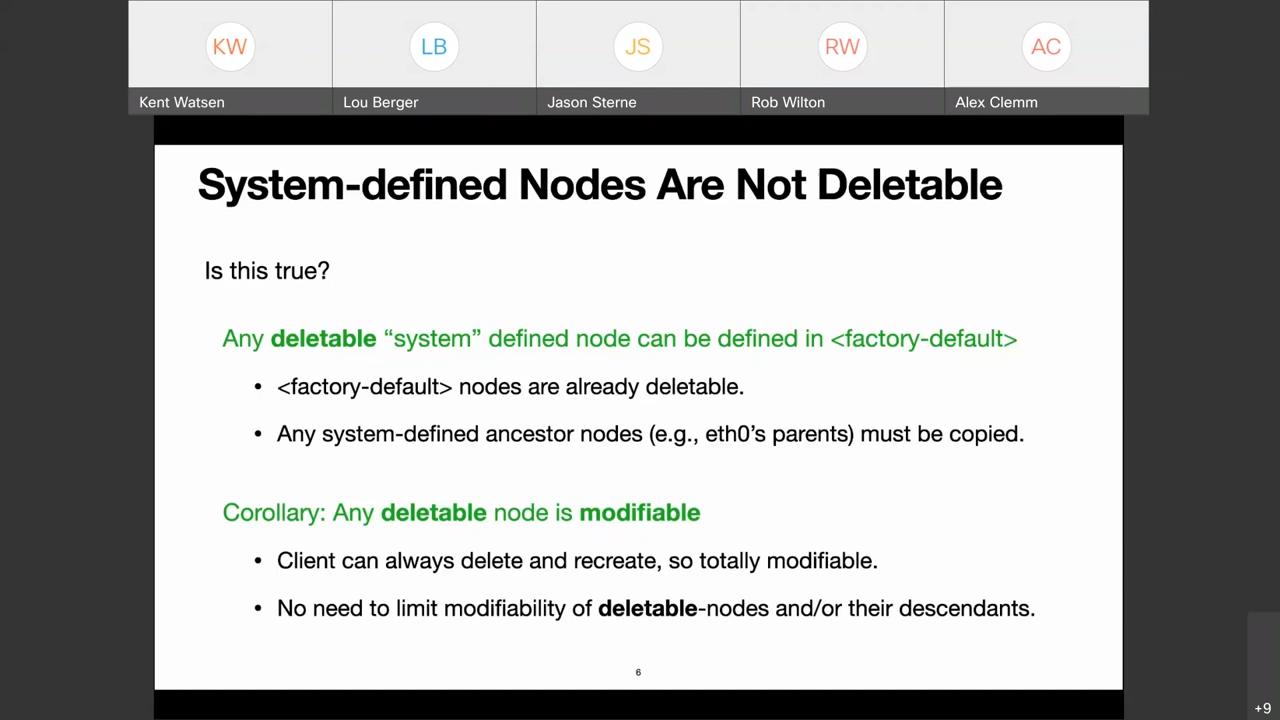 KW
LB
JS
RW
AC
Kent Watsen
Lou Berger
Jason Sterne
Rob Wilton
Alex Clemm
System-defined Nodes Are Not Deletable
Is this true?
Any deletable “system” defined node can be defined in <factory-default>
• <factory-default> nodes are already deletable.
• Any system-defined ancestor nodes (e.g., eth0’s parents) must be copied.
Corollary: Any deletable node is modifiable
• Client can always delete and recreate, so totally modifiable.
• No need to limit modifiability of deletable-nodes and/or their descendants.
6
+9